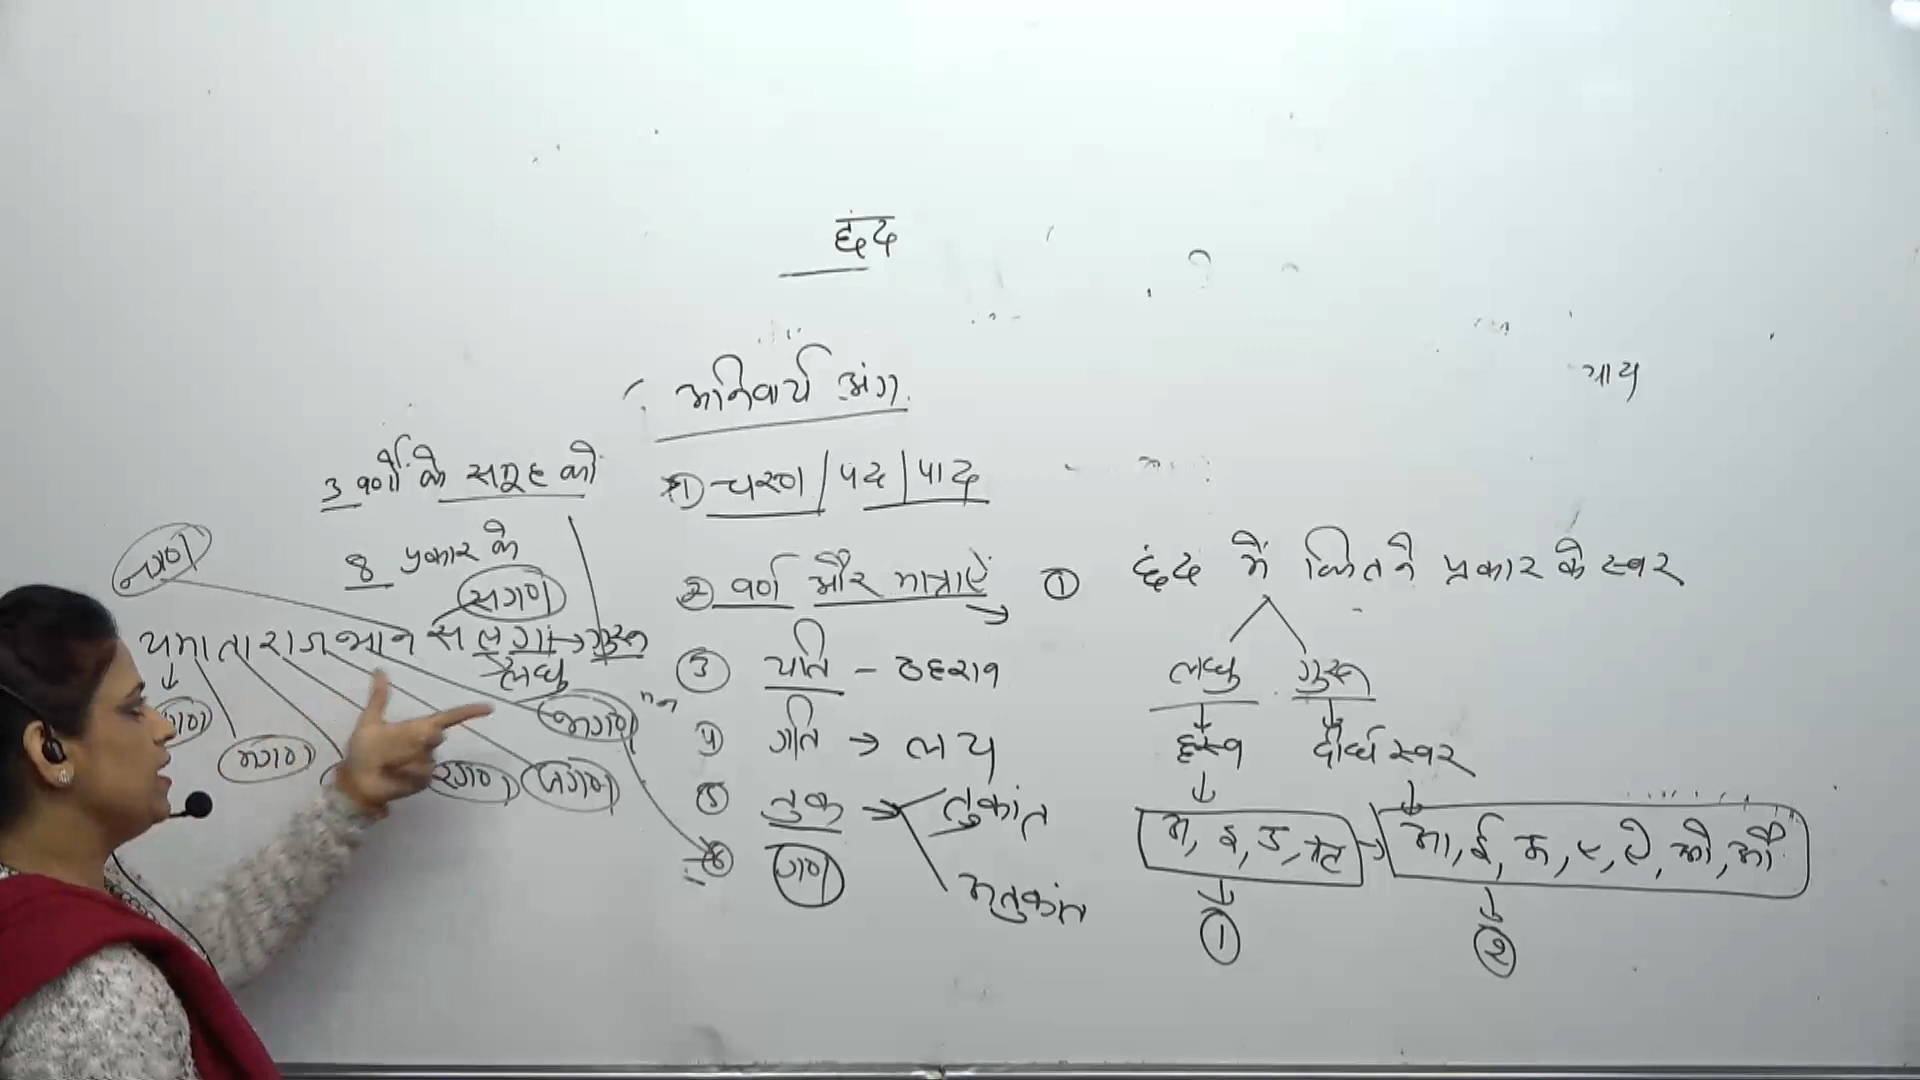 छंद
अनिवार्य अंग
① चरण / पद / पाद
② वर्ण और मात्राऐं →
③ यति - ठहराव
④ गति → लय
⑤ तुक → तुकांत
अतुकांत
⑥ गण
3 वर्णों के समूह को
8 प्रकार के
नगण
सगण
यमाताराजभानसलगा → गुरू
लघु
मगण
रगण
जगण
भगण
① छंद में कितने प्रकार के स्वर
लघु गुरू
ह्स्व दीर्घ स्वर
अ, इ, उ, ऋ → आ, ई, ऊ, ए, ऐ, ओ, औ
① ②